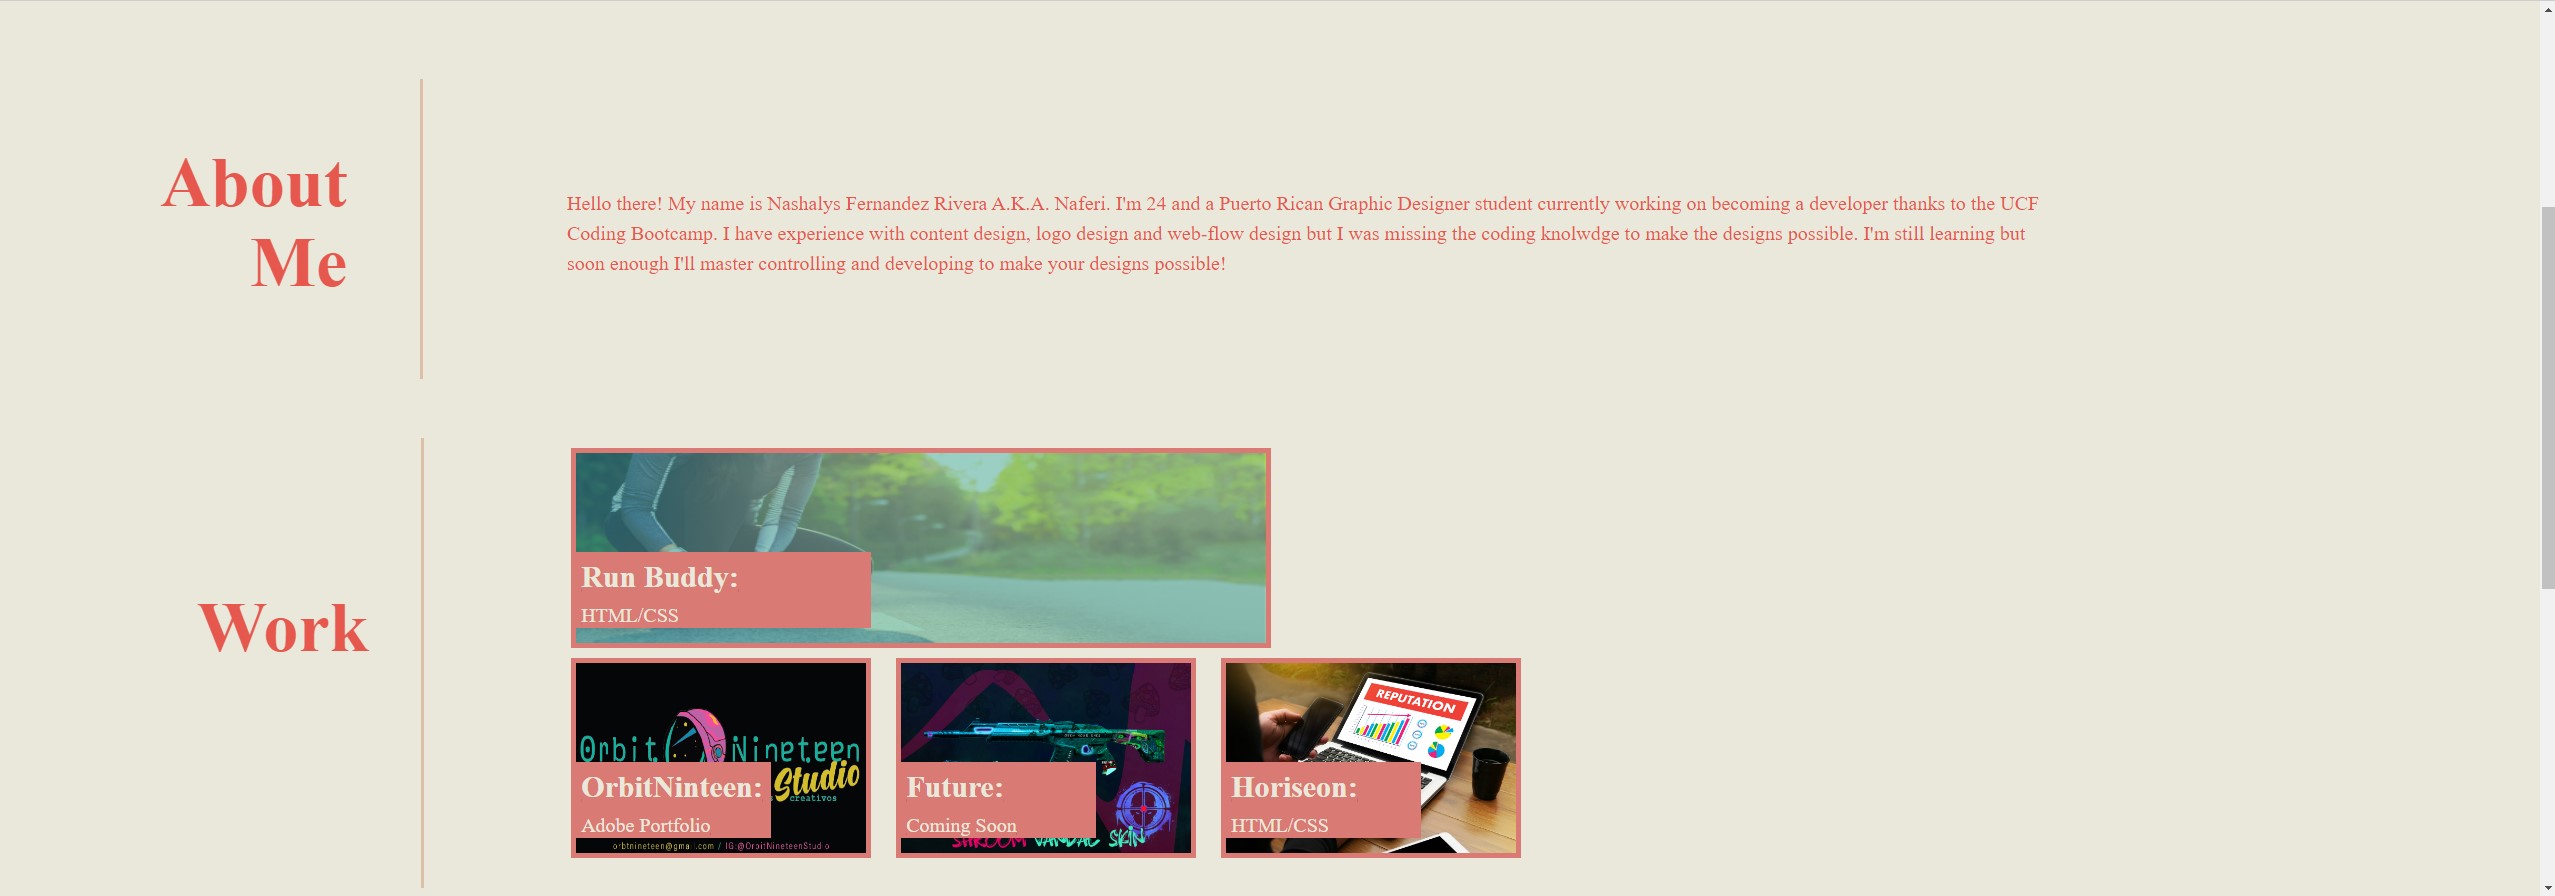 About
Me
Hello there! My name is Nashalys Fernandez Rivera A.K.A. Naferi. I'm 24 and a Puerto Rican Graphic Designer student currently working on becoming a developer thanks to the UCF
Coding Bootcamp. I have experience with content design, logo design and web-flow design but I was missing the coding knolwdge to make the designs possible. I'm still learning but
soon enough I'll master controlling and developing to make your designs possible!
Work
Run Buddy:
HTML/CSS
Orbit Nineteen
Studio
creativos
OrbitNinteen:
Adobe Portfolio
orbtnineteen@gmail.com / IG:@OrbitNineteenStudio
Future:
Coming Soon
SHROOM VANDAL SKIN
REPUTATION
Horiseon:
HTML/CSS